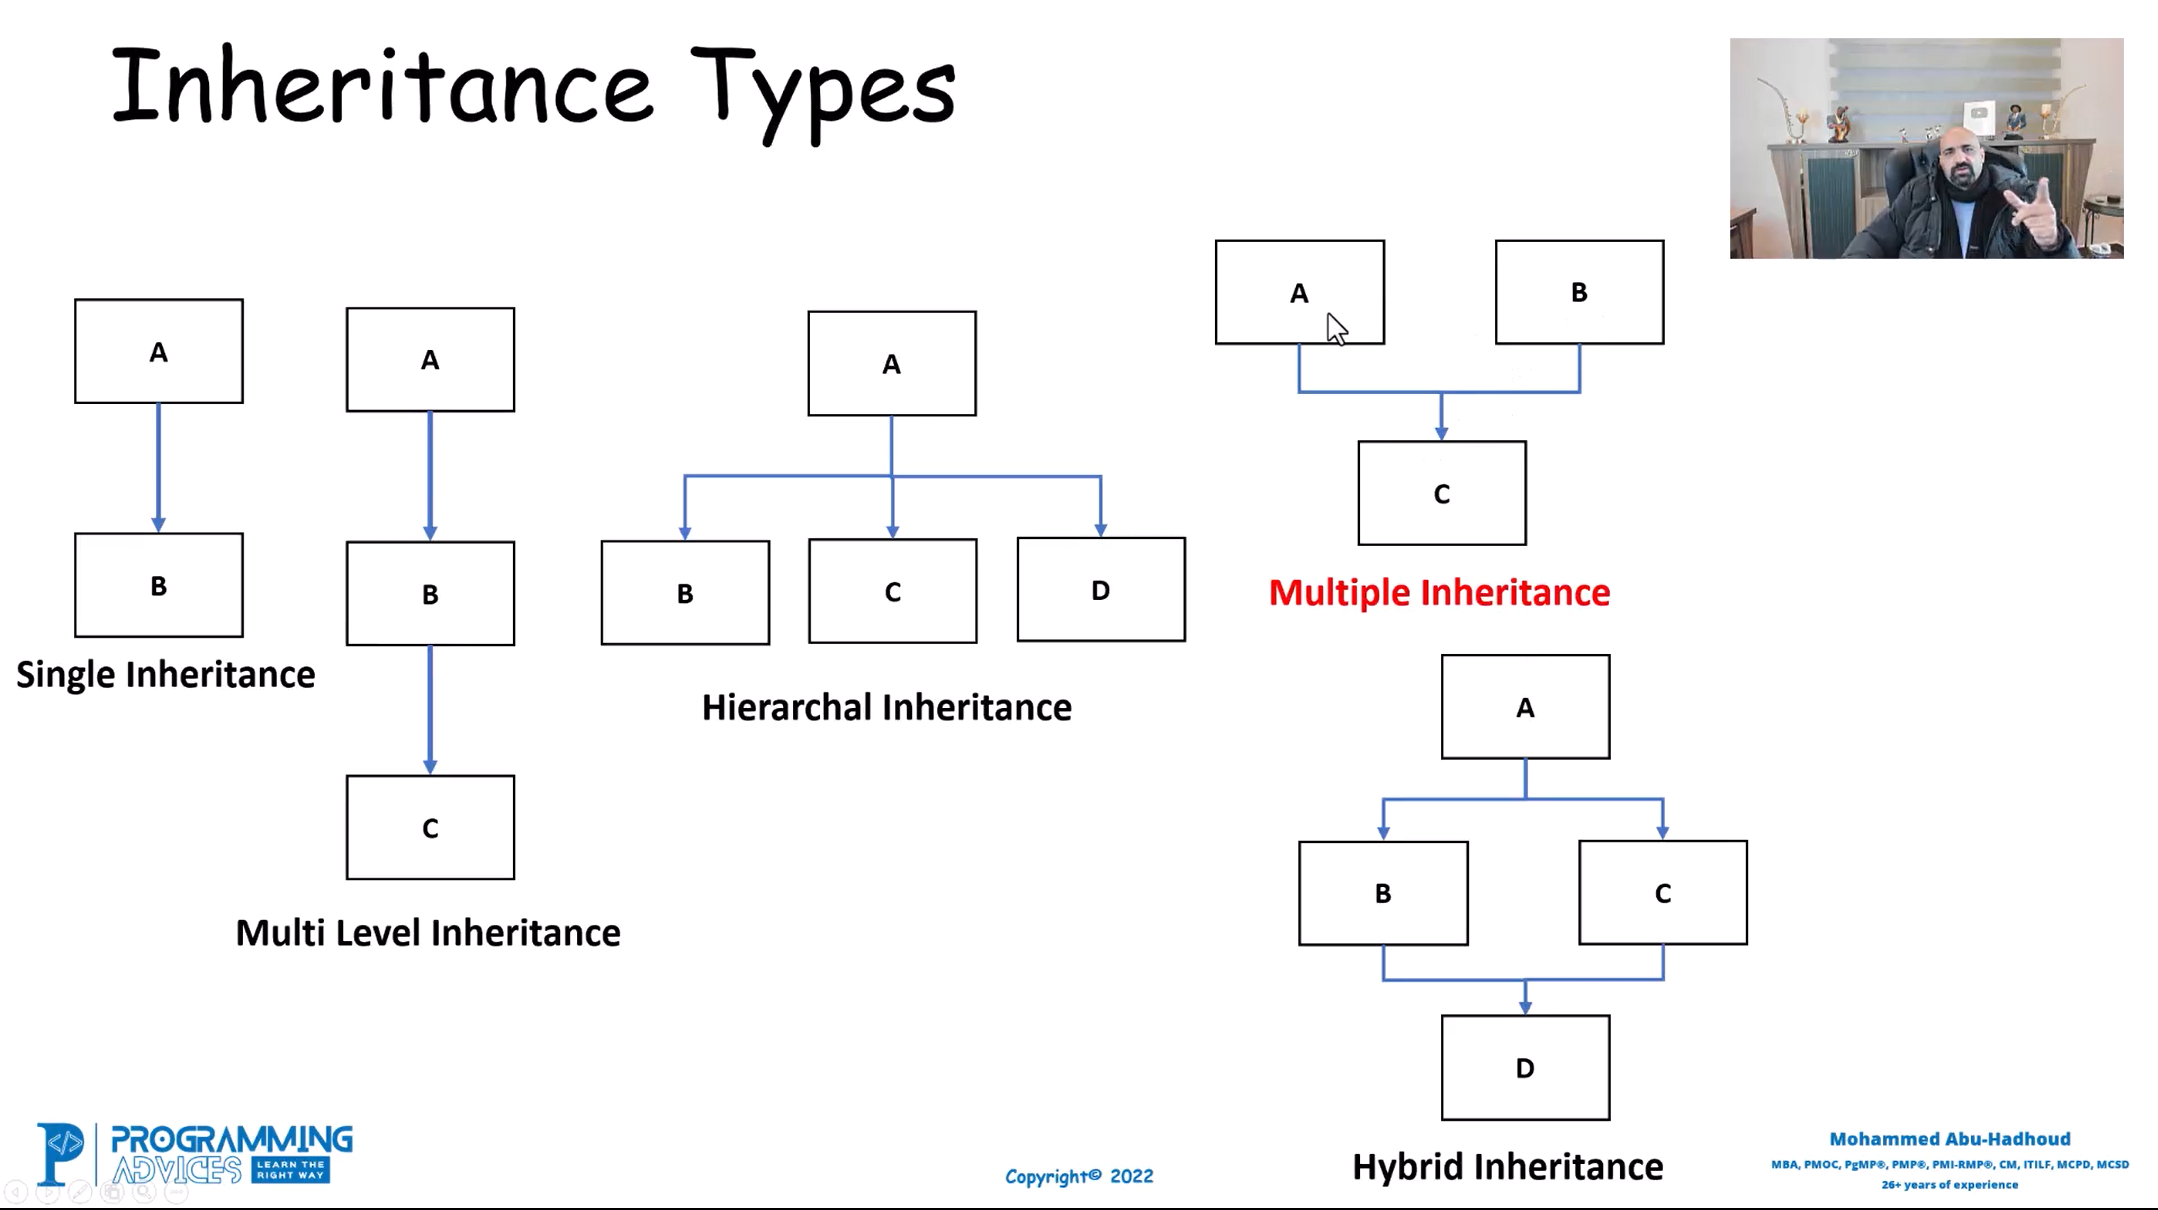 Inheritance Types
A
B
Single Inheritance
A
B
C
Multi Level Inheritance
A
B
C
D
Hierarchal Inheritance
A
B
C
Multiple Inheritance
A
B
C
D
Hybrid Inheritance
PROGRAMMING
ADVICES
LEARN THE
RIGHT WAY
Copyright© 2022
Mohammed Abu-Hadhoud
MBA, PMOC, PgMP®, PMP®, PMI-RMP®, CM, ITILF, MCPD, MCSD
26+ years of experience